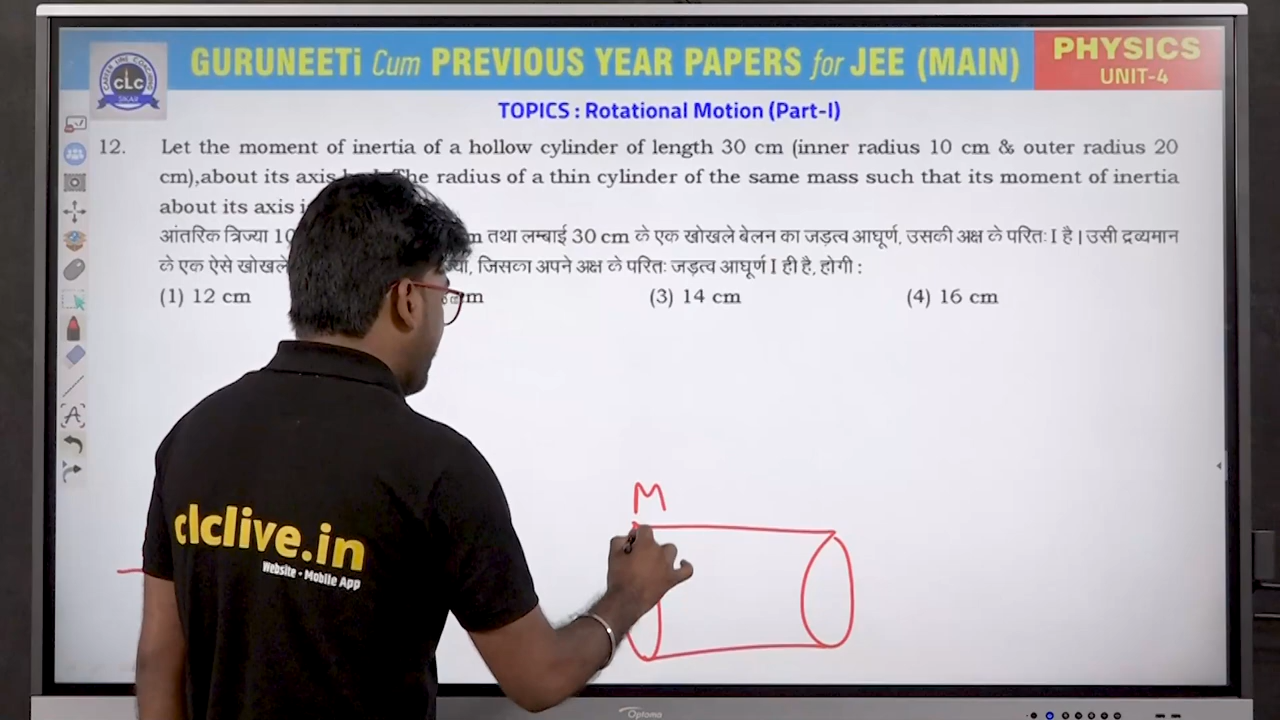 GURUNEETi Cum PREVIOUS YEAR PAPERS for JEE (MAIN)
PHYSICS
UNIT-4
CLC
SIKAR
TOPICS : Rotational Motion (Part-I)
12. Let the moment of inertia of a hollow cylinder of length 30 cm (inner radius 10 cm & outer radius 20
cm),about its axis The radius of a thin cylinder of the same mass such that its moment of inertia
about its axis
आंतरिक त्रिज्या 10 तथा लम्बाई 30 cm के एक खोखले बेलन का जड़त्व आघूर्ण, उसकी अक्ष के परितः I है। उसी द्रव्यमान
के एक ऐसे जिसका अपने अक्ष के परितः जड़त्व आघूर्ण I ही है, होगी :
(1) 12 cm cm (3) 14 cm (4) 16 cm
M
clclive.in
Website • Mobile App
Optoma